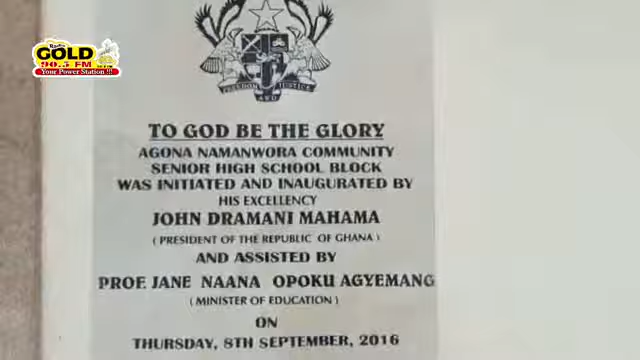 Radio
GOLD
90.5 FM
Your Power Station !!!
FREEDOM AND JUSTICE
TO GOD BE THE GLORY
AGONA NAMANWORA COMMUNITY
SENIOR HIGH SCHOOL BLOCK
WAS INITIATED AND INAUGURATED BY
HIS EXCELLENCY
JOHN DRAMANI MAHAMA
( PRESIDENT OF THE REPUBLIC OF GHANA )
AND ASSISTED BY
PROF. JANE NAANA OPOKU AGYEMANG
( MINISTER OF EDUCATION )
ON
THURSDAY, 8TH SEPTEMBER, 2016